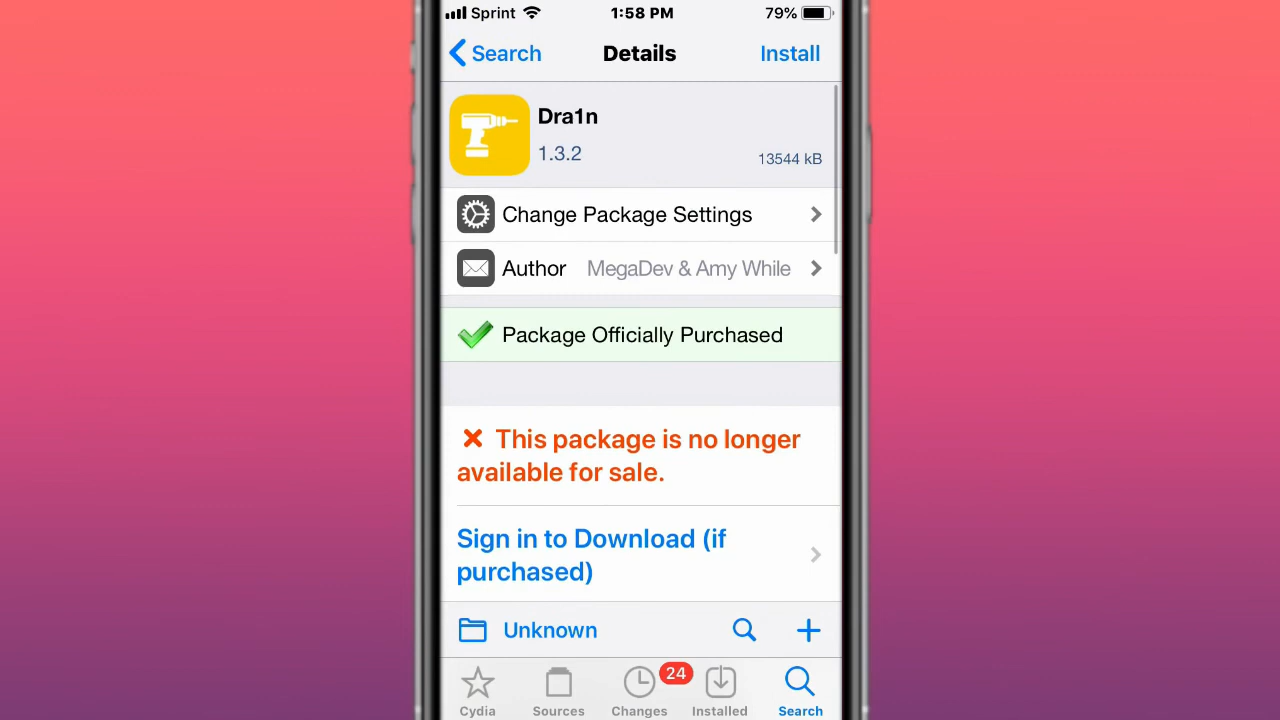 Sprint 1:58 PM 79%
Search Details Install
Dra1n
1.3.2 13544 kB
Change Package Settings
Author MegaDev & Amy While
Package Officially Purchased
This package is no longer
available for sale.
Sign in to Download (if
purchased)
Unknown
24
Cydia Sources Changes Installed Search